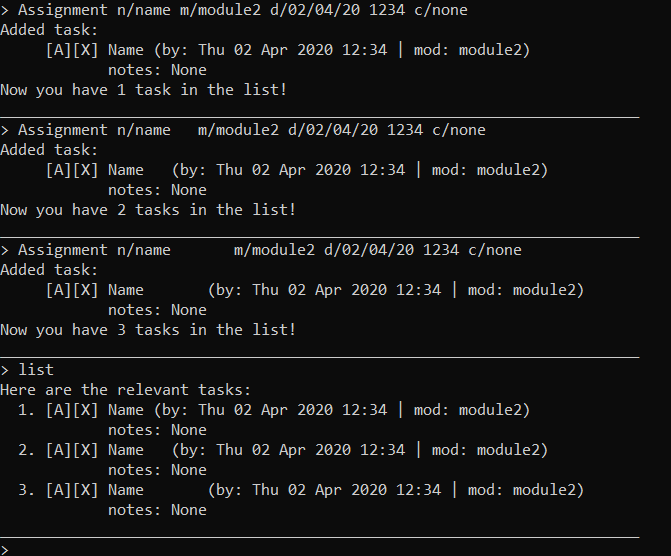 > Assignment n/name m/module2 d/02/04/20 1234 c/none
Added task:
     [A][X] Name (by: Thu 02 Apr 2020 12:34 | mod: module2)
            notes: None
Now you have 1 task in the list!
> Assignment n/name   m/module2 d/02/04/20 1234 c/none
Added task:
     [A][X] Name   (by: Thu 02 Apr 2020 12:34 | mod: module2)
            notes: None
Now you have 2 tasks in the list!
> Assignment n/name       m/module2 d/02/04/20 1234 c/none
Added task:
     [A][X] Name       (by: Thu 02 Apr 2020 12:34 | mod: module2)
            notes: None
Now you have 3 tasks in the list!
> list
Here are the relevant tasks:
  1. [A][X] Name (by: Thu 02 Apr 2020 12:34 | mod: module2)
            notes: None
  2. [A][X] Name   (by: Thu 02 Apr 2020 12:34 | mod: module2)
            notes: None
  3. [A][X] Name       (by: Thu 02 Apr 2020 12:34 | mod: module2)
            notes: None
>